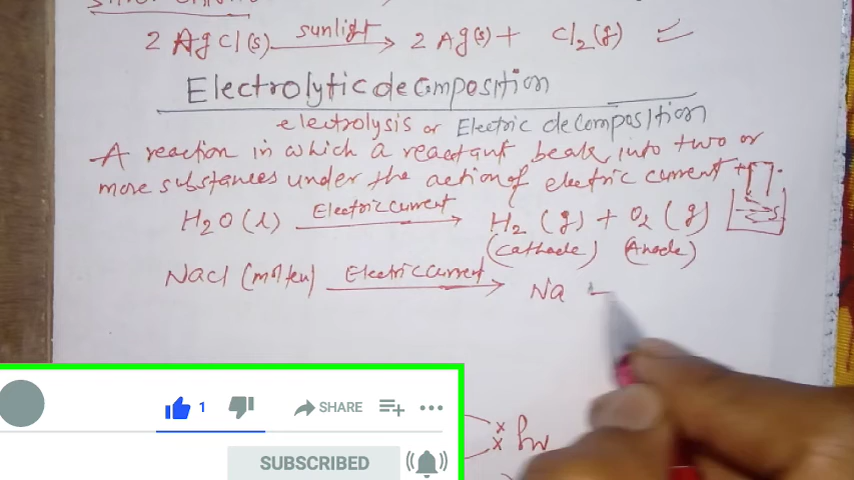 2 AgCl(s) sunlight 2 Ag(s) + Cl2(g)
Electrolytic decomposition
electrolysis or Electric decomposition
A reaction in which a reactant beak into two or
more substances under the action of electric current
H2O(l) Electric current H2(g) + O2(g)
(Cathode) (Anode)
NaCl (molten) Electric current Na
1
SHARE
SUBSCRIBED